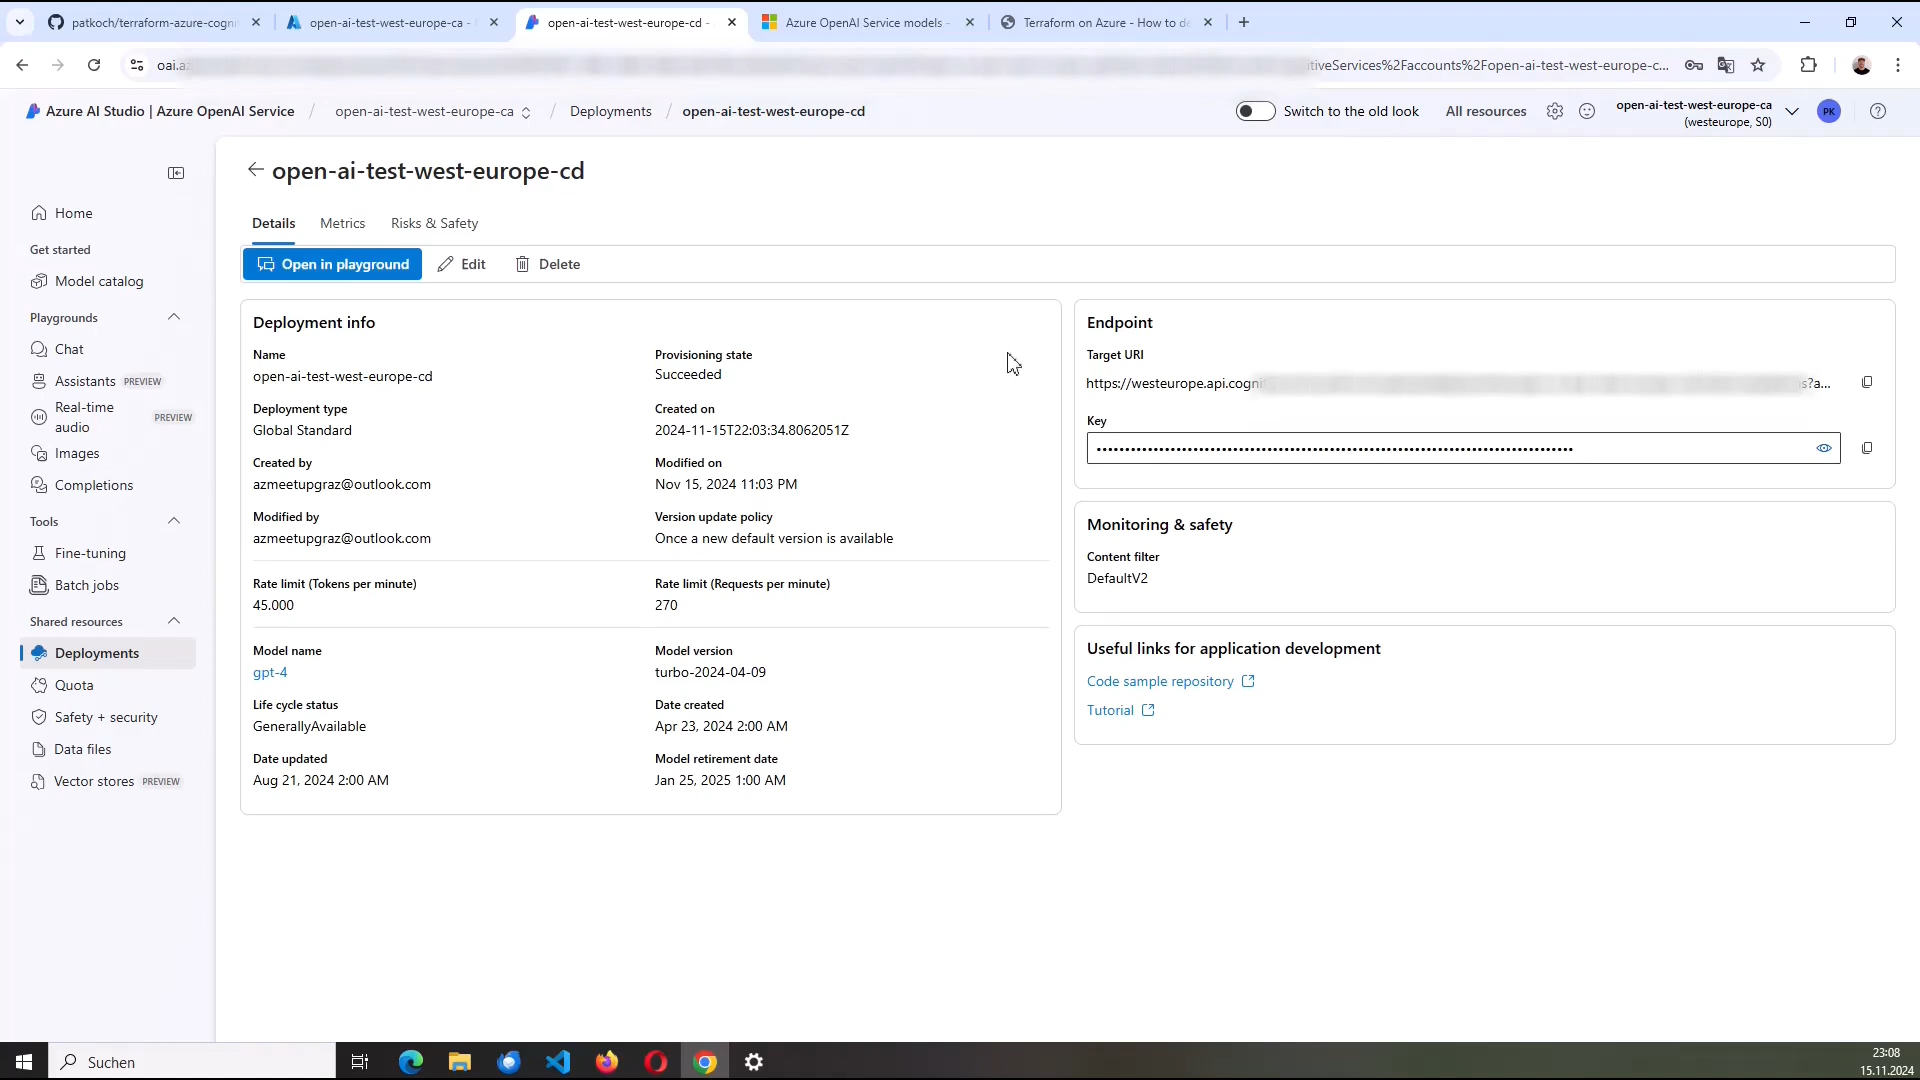 patkoch/terraform-azure-cogni
open-ai-test-west-europe-ca -
open-ai-test-west-europe-cd -
Azure OpenAI Service models -
Terraform on Azure - How to de
oai.az
tiveServices%2Faccounts%2Fopen-ai-test-west-europe-c...
Azure AI Studio | Azure OpenAI Service
/
open-ai-test-west-europe-ca
/
Deployments
/
open-ai-test-west-europe-cd
Switch to the old look
All resources
open-ai-test-west-europe-ca
(westeurope, S0)
PK
Home
Get started
Model catalog
Playgrounds
Chat
Assistants PREVIEW
Real-time
audio
PREVIEW
Images
Completions
Tools
Fine-tuning
Batch jobs
Shared resources
Deployments
Quota
Safety + security
Data files
Vector stores PREVIEW
open-ai-test-west-europe-cd
Details
Metrics
Risks & Safety
Open in playground
Edit
Delete
Deployment info
Name
open-ai-test-west-europe-cd
Provisioning state
Succeeded
Deployment type
Global Standard
Created on
2024-11-15T22:03:34.8062051Z
Created by
azmeetupgraz@outlook.com
Modified on
Nov 15, 2024 11:03 PM
Modified by
azmeetupgraz@outlook.com
Version update policy
Once a new default version is available
Rate limit (Tokens per minute)
45.000
Rate limit (Requests per minute)
270
Model name
gpt-4
Model version
turbo-2024-04-09
Life cycle status
GenerallyAvailable
Date created
Apr 23, 2024 2:00 AM
Date updated
Aug 21, 2024 2:00 AM
Model retirement date
Jan 25, 2025 1:00 AM
Endpoint
Target URI
https://westeurope.api.cognit
s?a...
Key
Monitoring & safety
Content filter
DefaultV2
Useful links for application development
Code sample repository
Tutorial
Suchen
23:08
15.11.2024